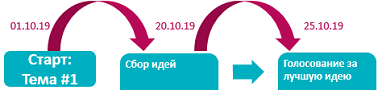 01.10.19
20.10.19
25.10.19
Старт:
Тема #1
Сбор идей
Голосование за
лучшую идею